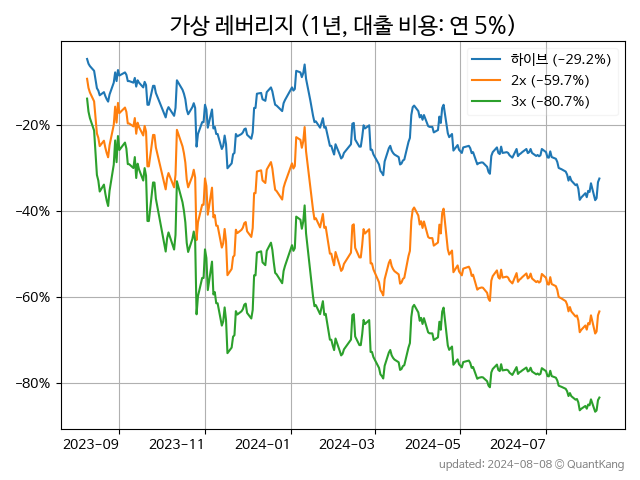 가상 레버리지 (1년, 대출 비용: 연 5%)
하이브 (−29.2%)
2x (−59.7%)
3x (−80.7%)
−20%
−40%
−60%
−80%
2023-09 2023-11 2024-01 2024-03 2024-05 2024-07
updated: 2024-08-08 © QuantKang